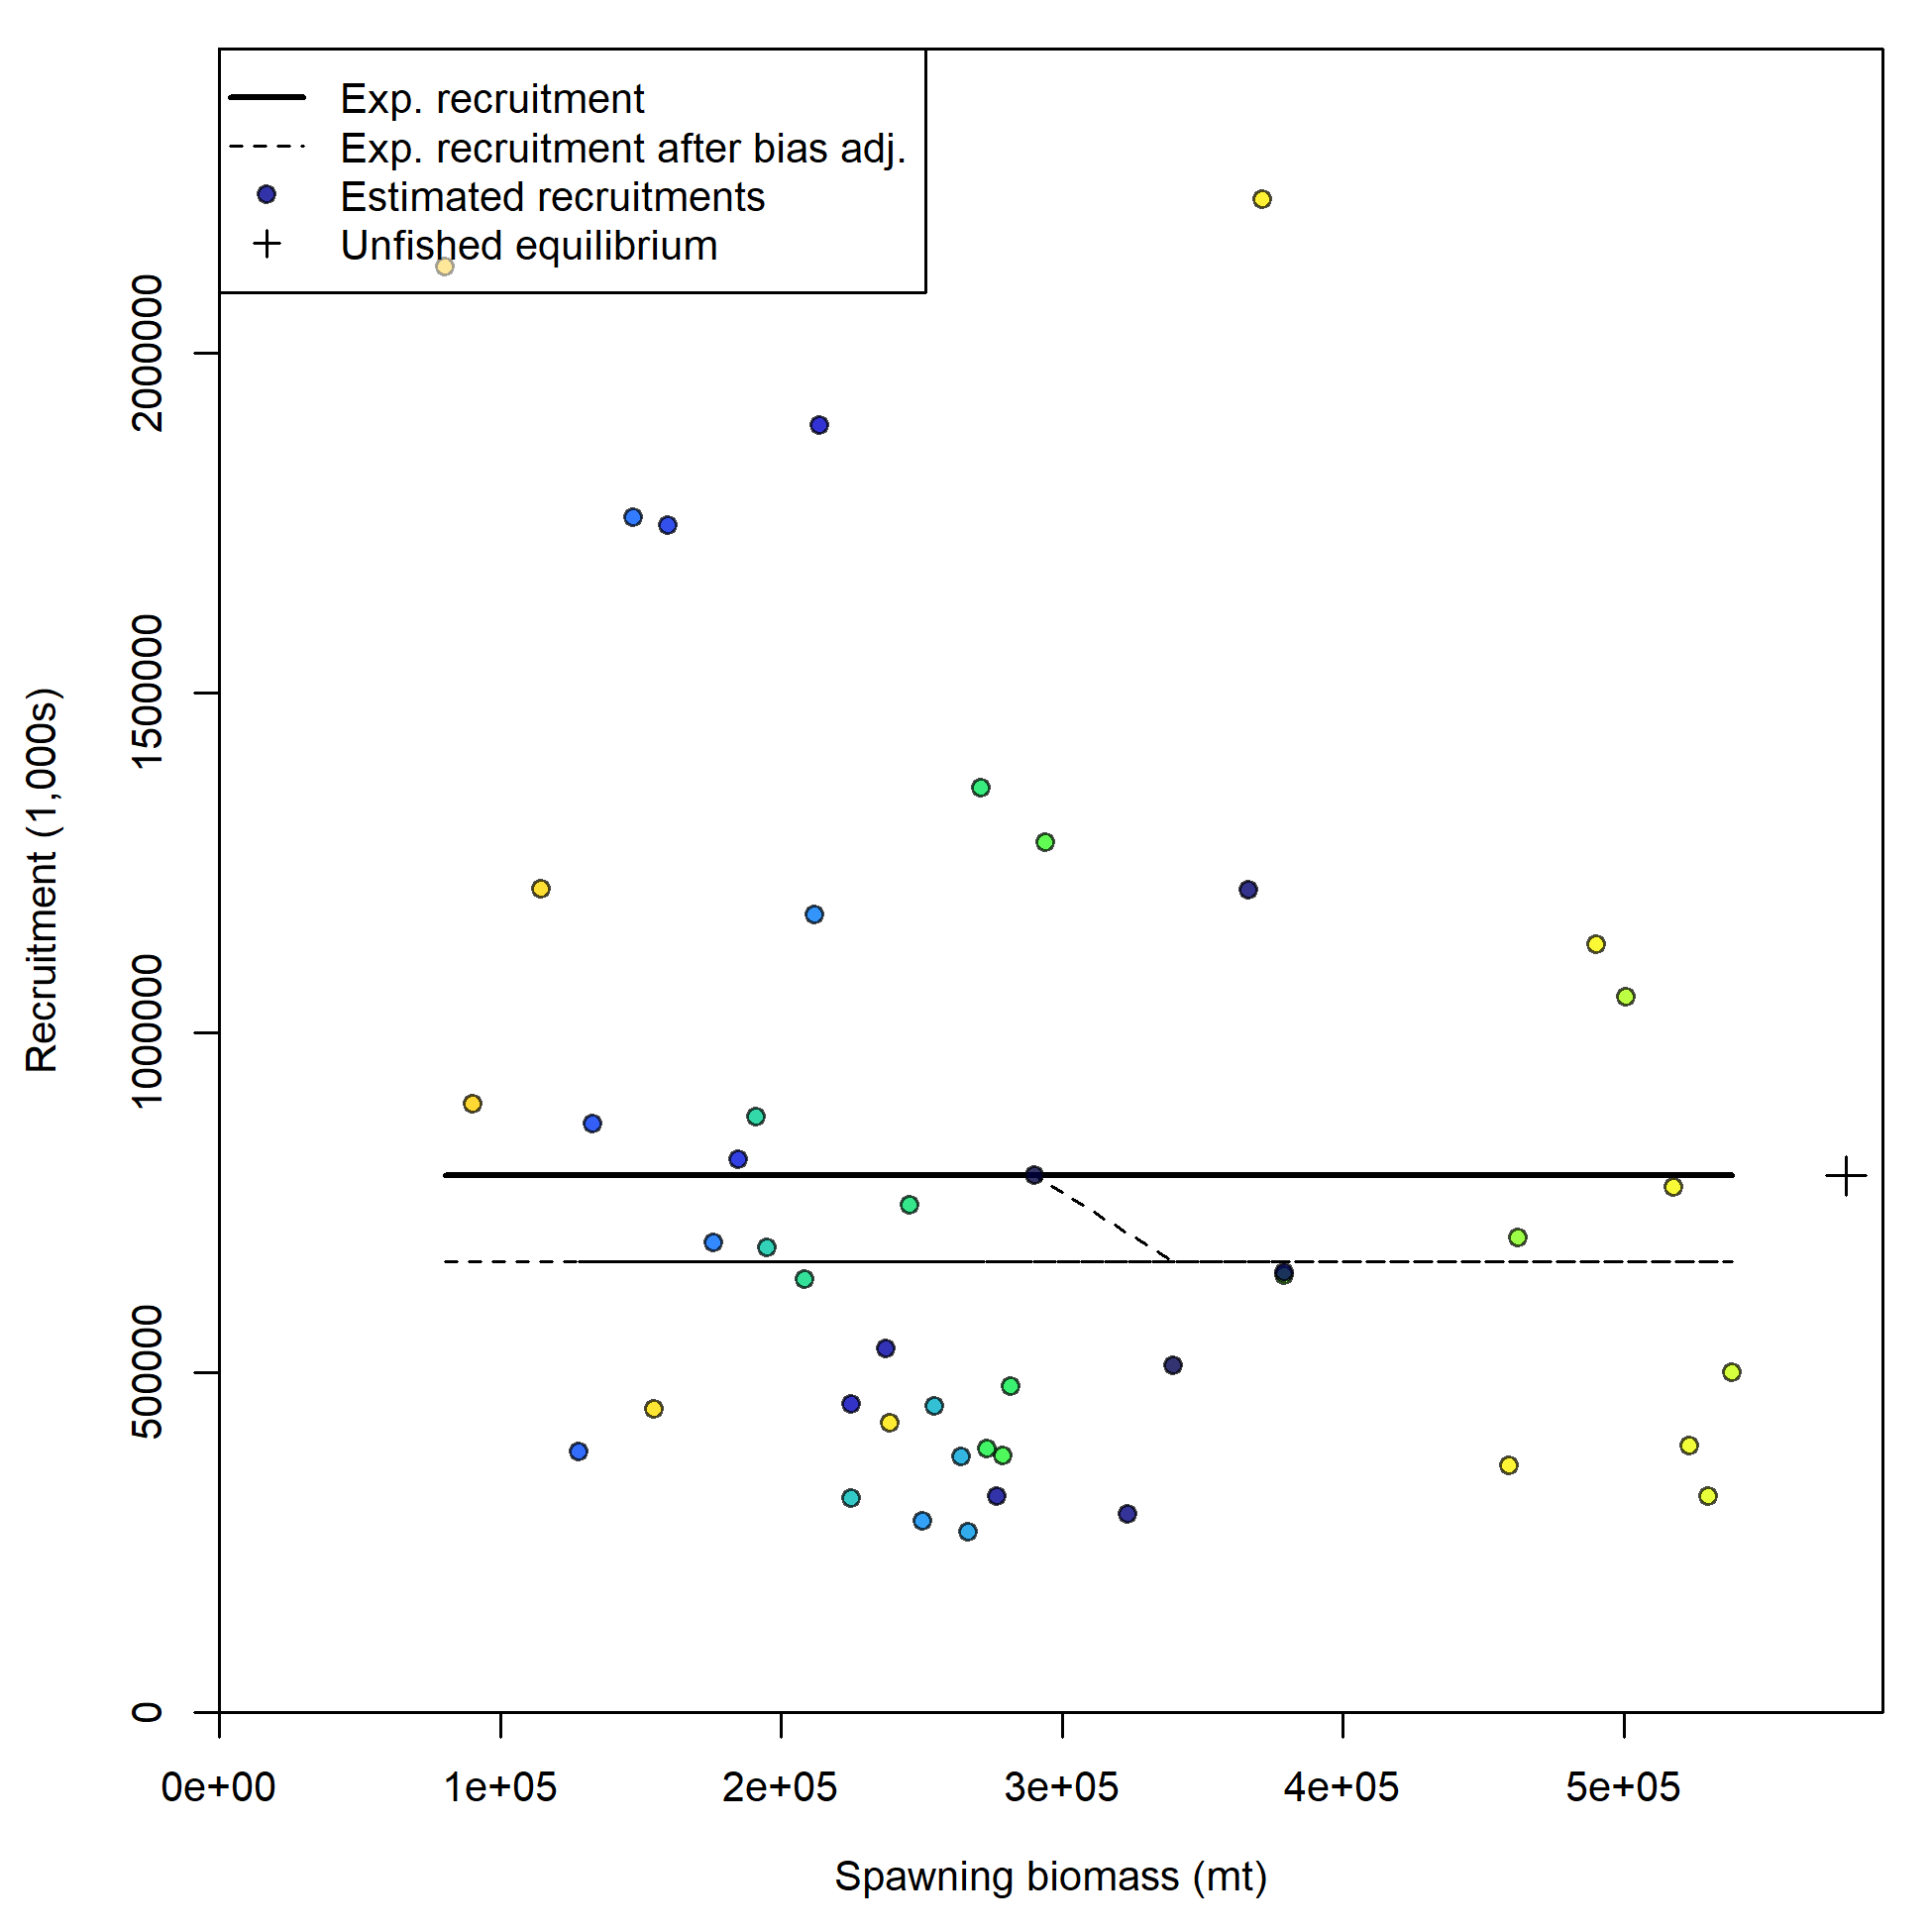 Exp. recruitment
Exp. recruitment after bias adj.
Estimated recruitments
Unfished equilibrium
Recruitment (1,000s)
2000000
1500000
1000000
500000
0
0e+00 1e+05 2e+05 3e+05 4e+05 5e+05
Spawning biomass (mt)